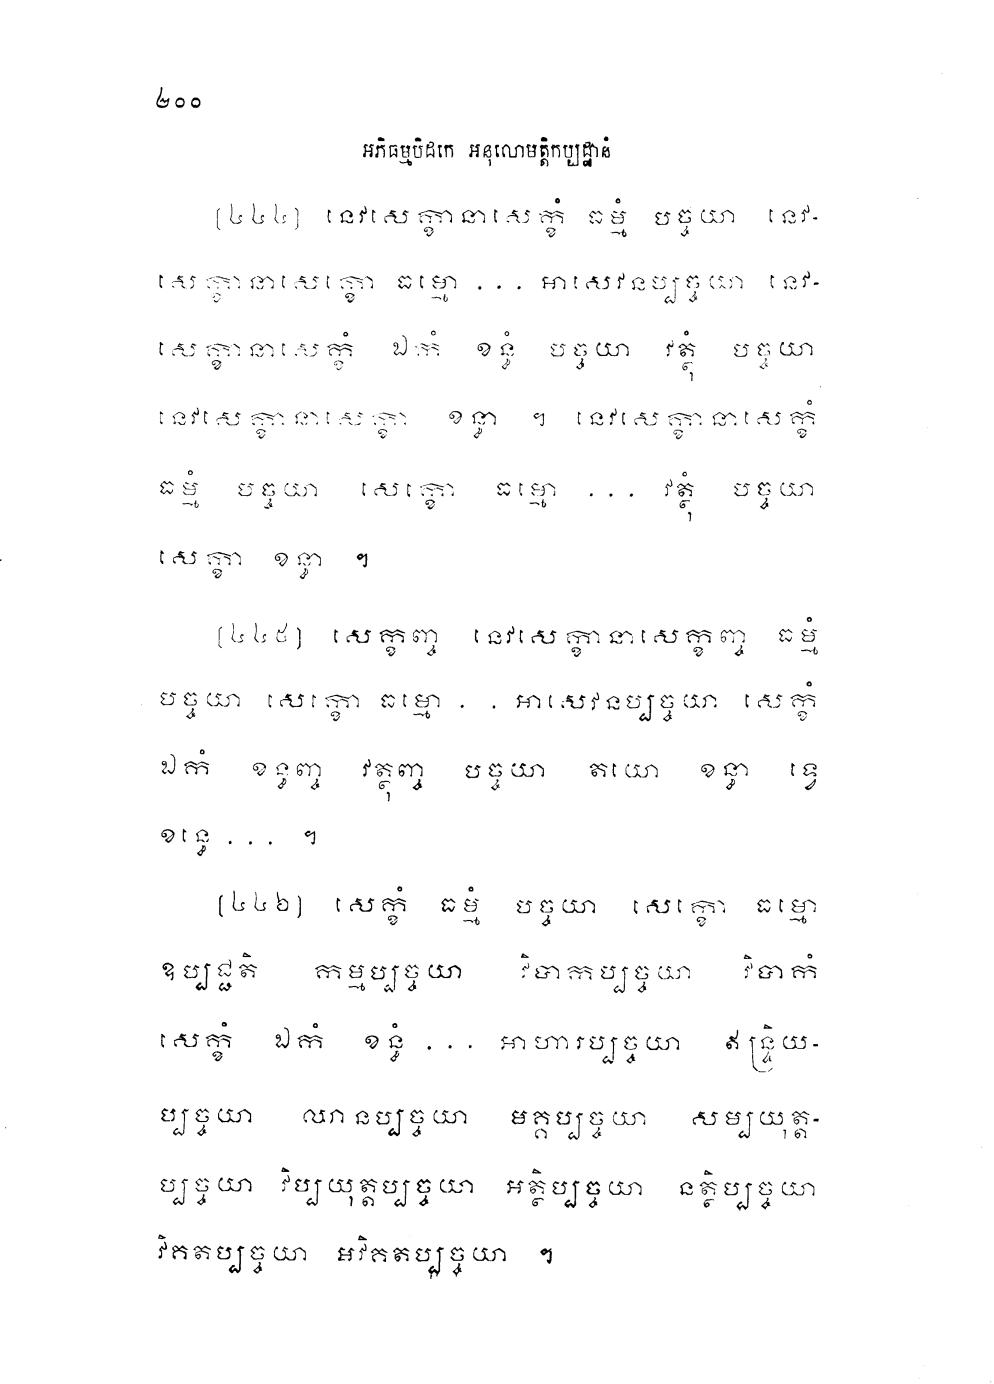 ២០០
អភិធម្មបិដកេ អនុលោមត្តិកប្បដ្ឋានំ
[៤៤៤] នេវសេក្ខានាសេក្ខំ ធម្មំ បច្ចយា នេវ-
សេក្ខានាសេក្ខោ ធម្មោ ... អាសេវនប្បច្ចយា នេវ-
សេក្ខានាសេក្ខំ ឯកំ ខន្ធំ បច្ចយា វត្ថុំ បច្ចយា
នេវសេក្ខានាសេក្ខា ខន្ធា ។ នេវសេក្ខានាសេក្ខំ
ធម្មំ បច្ចយា សេក្ខោ ធម្មោ ... វត្ថុំ បច្ចយា
សេក្ខា ខន្ធា ។
[៤៤៥] សេក្ខញ្ច នេវសេក្ខានាសេក្ខញ្ច ធម្មំ
បច្ចយា សេក្ខោ ធម្មោ . . អាសេវនប្បច្ចយា សេក្ខំ
ឯកំ ខន្ធញ្ច វត្ថុញ្ច បច្ចយា តយោ ខន្ធា ទ្វេ
ខន្ធេ ... ។
[៤៤៦] សេក្ខំ ធម្មំ បច្ចយា សេក្ខោ ធម្មោ
ឧប្បជ្ជតិ កម្មប្បច្ចយា វិបាកប្បច្ចយា វិបាកំ
សេក្ខំ ឯកំ ខន្ធំ ... អាហារប្បច្ចយា ឥន្ទ្រិយ-
ប្បច្ចយា ឈានប្បច្ចយា មគ្គប្បច្ចយា សម្បយុត្ត-
ប្បច្ចយា វិប្បយុត្តប្បច្ចយា អត្ថិប្បច្ចយា នត្ថិប្បច្ចយា
វិគតប្បច្ចយា អវិគតប្បច្ចយា ។